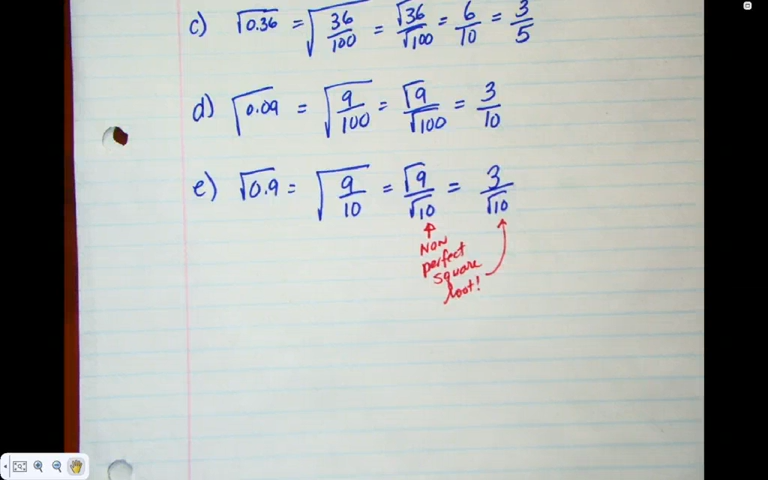 c) √0.36 = √(36/100) = √36/√100 = 6/10 = 3/5
d) √0.09 = √(9/100) = √9/√100 = 3/10
e) √0.9 = √(9/10) = √9/√10 = 3/√10
↑
NON
perfect
square
root!